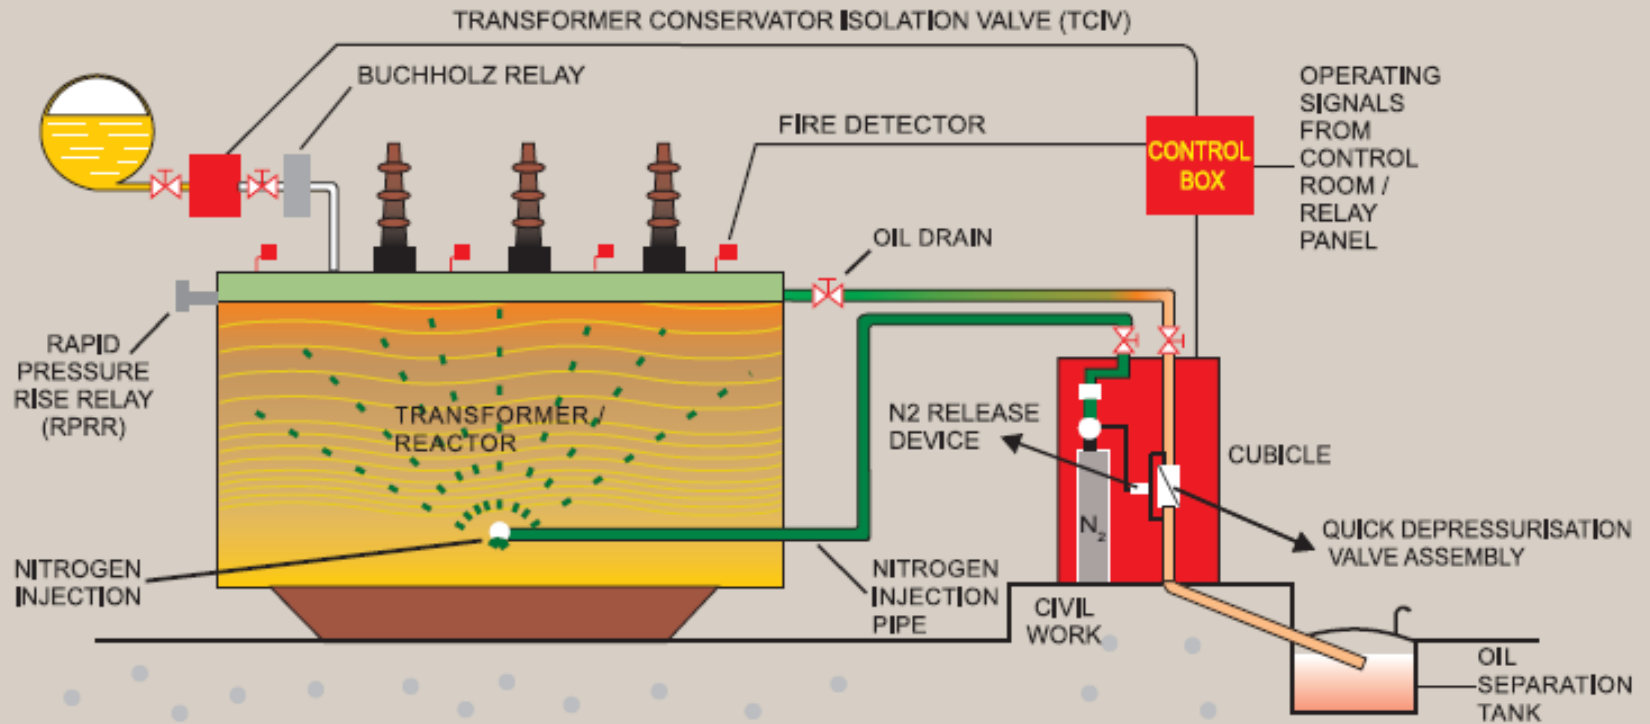 TRANSFORMER CONSERVATOR ISOLATION VALVE (TCIV)
BUCHHOLZ RELAY
FIRE DETECTOR
CONTROL
BOX
OPERATING
SIGNALS
FROM
CONTROL
ROOM /
RELAY
PANEL
OIL DRAIN
RAPID
PRESSURE
RISE RELAY
(RPRR)
TRANSFORMER /
REACTOR
N2 RELEASE
DEVICE
CUBICLE
N2
QUICK DEPRESSURISATION
VALVE ASSEMBLY
NITROGEN
INJECTION
NITROGEN
INJECTION
PIPE
CIVIL
WORK
OIL
SEPARATION
TANK